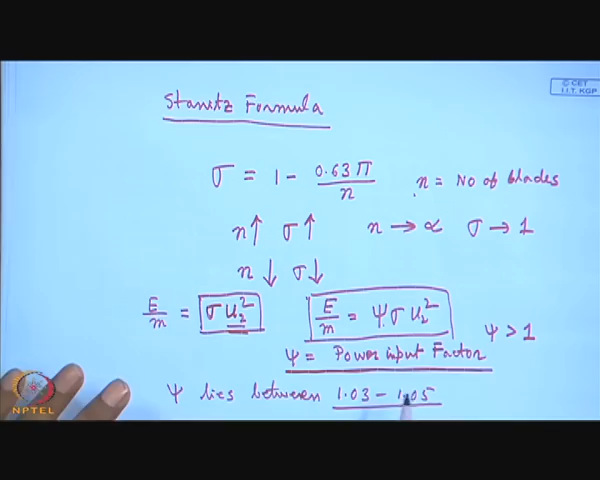 © CET
I.I.T. KGP
Stanitz Formula
σ = 1 - 0.63π/n   n = No of blades
n↑ σ↑   n → ∝   σ → 1
n↓ σ↓
E/m = σ u₂²   E/m = Ψ σ u₂²   Ψ > 1
Ψ = Power input Factor
Ψ lies between 1.03 - 1.05
NPTEL